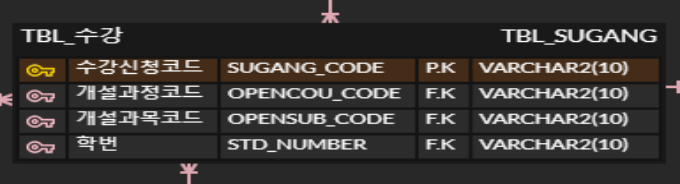 TBL_수강 TBL_SUGANG
수강신청코드 SUGANG_CODE P.K VARCHAR2(10)
개설과정코드 OPENCOU_CODE F.K VARCHAR2(10)
개설과목코드 OPENSUB_CODE F.K VARCHAR2(10)
학번 STD_NUMBER F.K VARCHAR2(10)